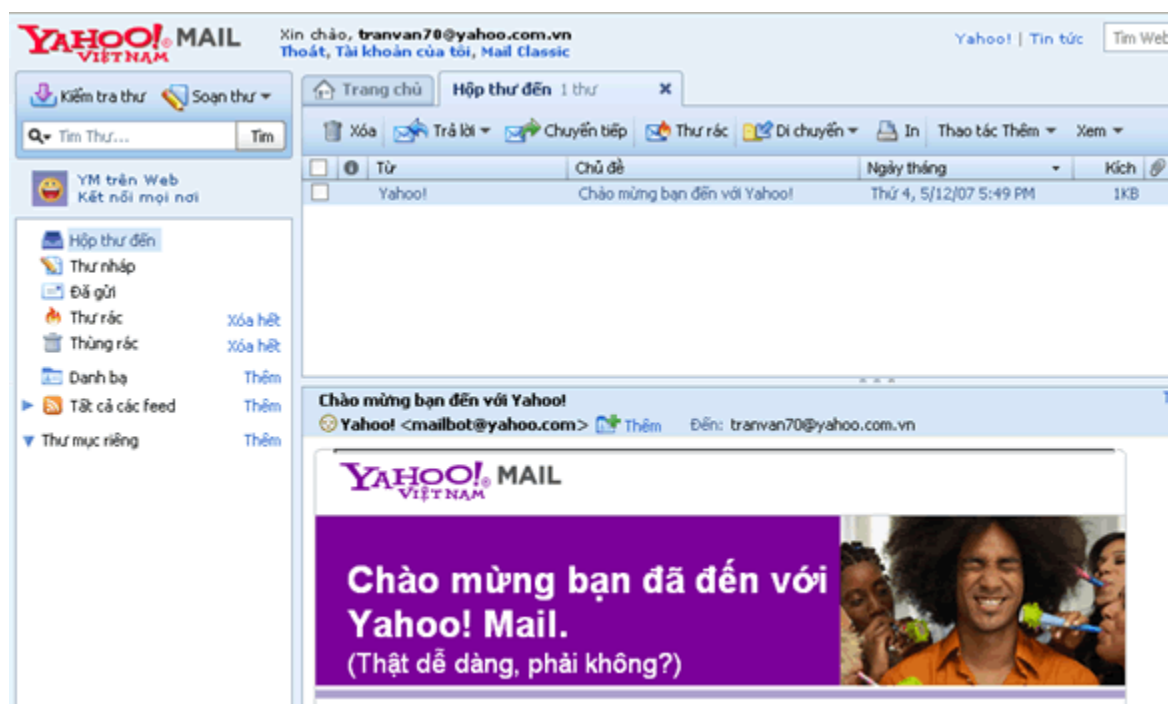 YAHOO!® MAIL
VIỆT NAM
Xin chào, tranvan70@yahoo.com.vn
Thoát, Tài khoản của tôi, Mail Classic
Yahoo! | Tin tức
Tìm Web
Kiểm tra thư
Soạn thư
Trang chủ
Hộp thư đến 1 thư
Tìm Thư...
Tìm
Xóa Trả lời Chuyển tiếp Thư rác Di chuyển In Thao tác Thêm Xem
Từ Chủ đề Ngày tháng Kích
Yahoo! Chào mừng bạn đến với Yahoo! Thứ 4, 5/12/07 5:49 PM 1KB
YM trên Web
Kết nối mọi nơi
Hộp thư đến
Thư nháp
Đã gửi
Thư rác Xóa hết
Thùng rác Xóa hết
Danh bạ Thêm
Tất cả các feed Thêm
Thư mục riêng Thêm
Chào mừng bạn đến với Yahoo!
Yahoo! <mailbot@yahoo.com> Thêm Đến: tranvan70@yahoo.com.vn
YAHOO!® MAIL
VIỆT NAM
Chào mừng bạn đã đến với
Yahoo! Mail.
(Thật dễ dàng, phải không?)